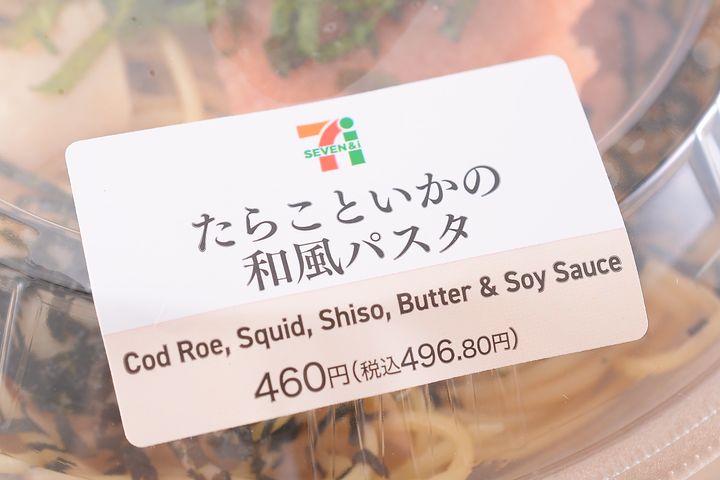 SEVEN&i
たらこといかの
和風パスタ
Cod Roe, Squid, Shiso, Butter & Soy Sauce
460円(税込496.80円)